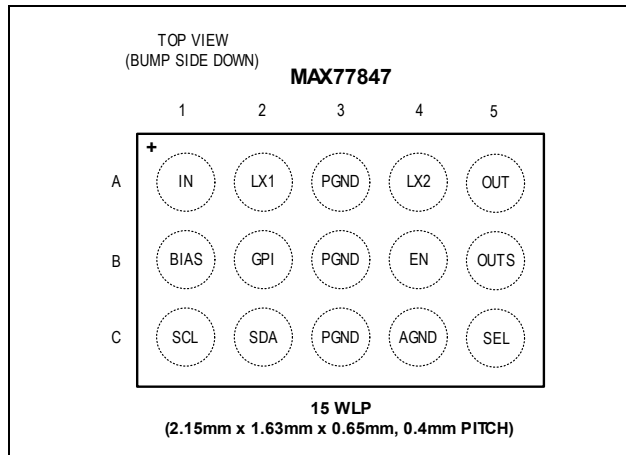 TOP VIEW
(BUMP SIDE DOWN)
MAX77847
1 2 3 4 5
+
A IN LX1 PGND LX2 OUT
B BIAS GPI PGND EN OUTS
C SCL SDA PGND AGND SEL
15 WLP
(2.15mm x 1.63mm x 0.65mm, 0.4mm PITCH)